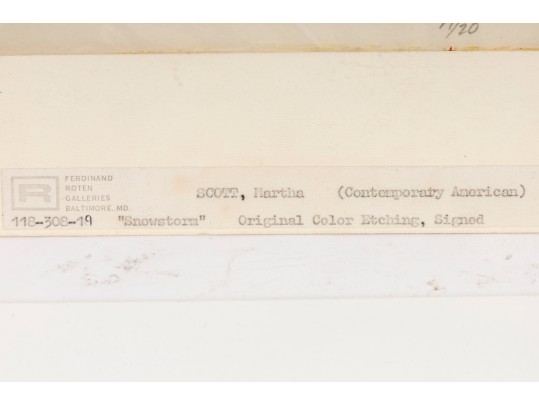 11/20
FERDINAND
ROTEN
GALLERIES
BALTIMORE, MD.
SCOTT, Martha (Contemporary American)
118-308-19 "Snowstorm" Original Color Etching, Signed